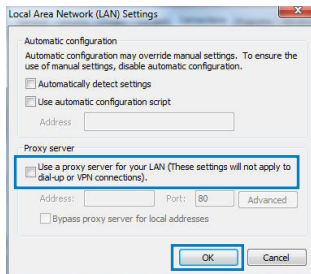 Local Area Network (LAN) Settings
Automatic configuration
Automatic configuration may override manual settings. To ensure the
use of manual settings, disable automatic configuration.
Automatically detect settings
Use automatic configuration script
Address
Proxy server
Use a proxy server for your LAN (These settings will not apply to
dial-up or VPN connections).
Address: Port: 80 Advanced
Bypass proxy server for local addresses
OK Cancel